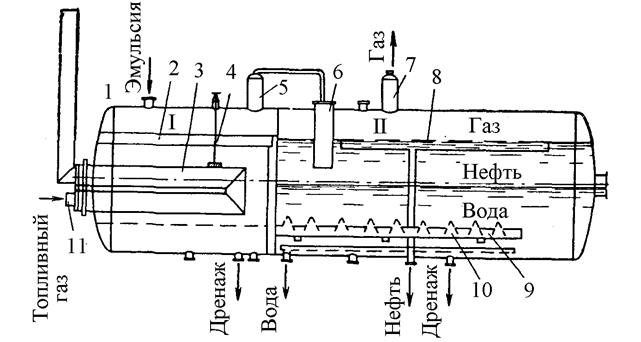 Эмульсия
Газ
1
2
3
4
5
6
7
8
I
II
Газ
Нефть
Вода
11
10
9
Топливный
газ
Дренаж
Вода
Нефть
Дренаж